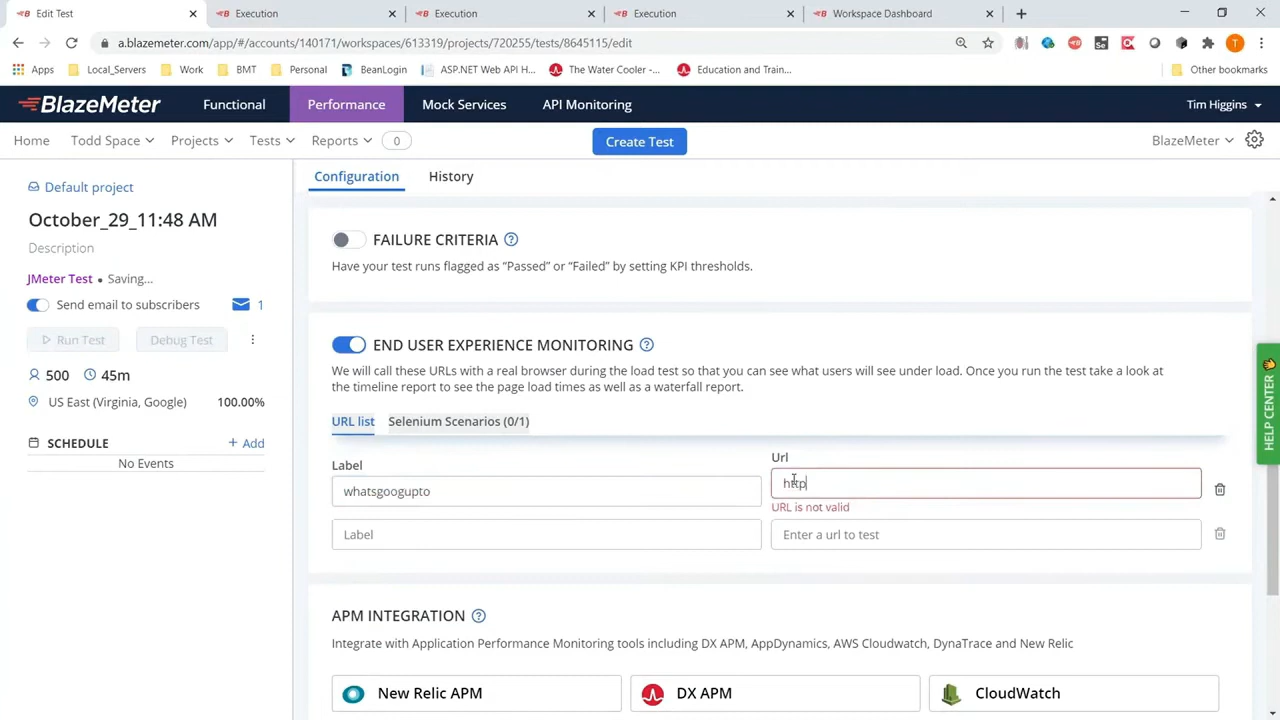 Edit Test
Execution
Execution
Execution
Workspace Dashboard
a.blazemeter.com/app/#/accounts/140171/workspaces/613319/projects/720255/tests/8645115/edit
T
Apps Local_Servers Work BMT Personal BeanLogin ASP.NET Web API H... The Water Cooler -... Education and Train... Other bookmarks
BlazeMeter Functional Performance Mock Services API Monitoring Tim Higgins
Home Todd Space Projects Tests Reports 0 Create Test BlazeMeter
Configuration History
Default project
October_29_11:48 AM
Description
JMeter Test • Saving...
Send email to subscribers 1
Run Test Debug Test
500 45m
US East (Virginia, Google) 100.00%
SCHEDULE + Add
No Events
FAILURE CRITERIA ?
Have your test runs flagged as “Passed” or “Failed” by setting KPI thresholds.
END USER EXPERIENCE MONITORING ?
We will call these URLs with a real browser during the load test so that you can see what users will see under load. Once you run the test take a look at
the timeline report to see the page load times as well as a waterfall report.
URL list Selenium Scenarios (0/1)
Label Url
whatsgoogupto http
URL is not valid
Label Enter a url to test
APM INTEGRATION ?
Integrate with Application Performance Monitoring tools including DX APM, AppDynamics, AWS Cloudwatch, DynaTrace and New Relic
New Relic APM DX APM CloudWatch
HELP CENTER